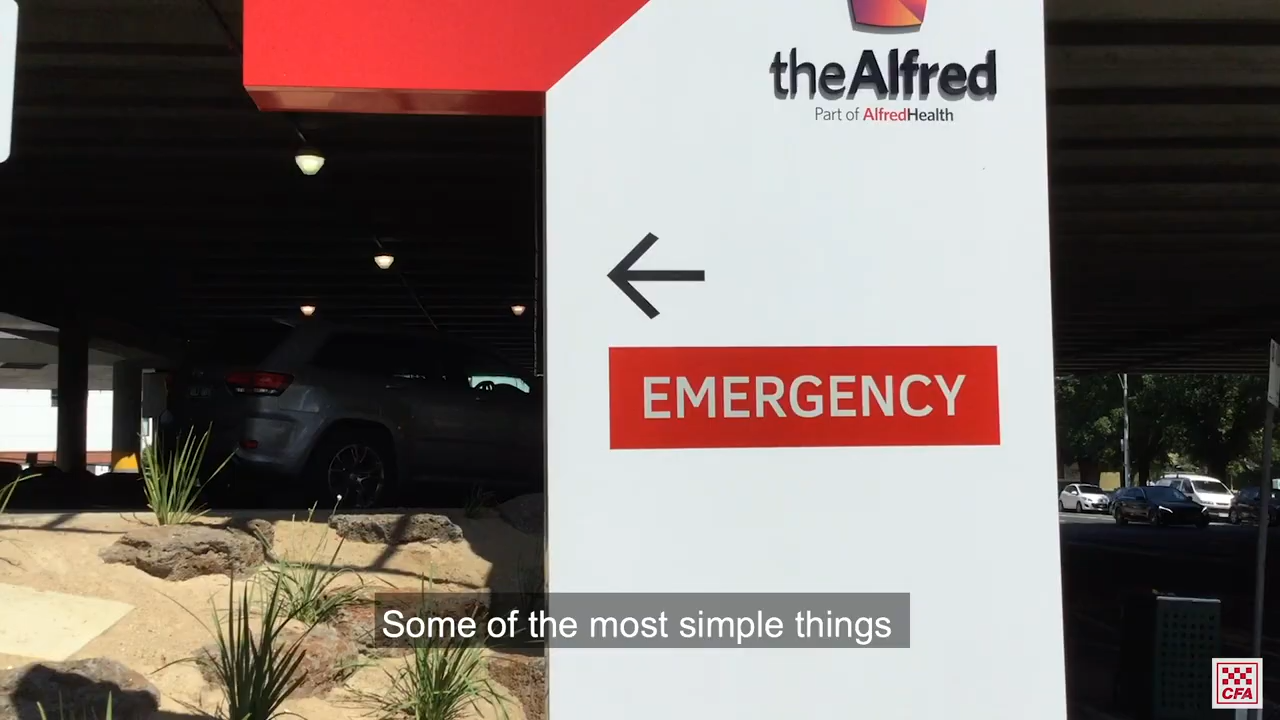 theAlfred
Part of AlfredHealth
EMERGENCY
Some of the most simple things
CFA